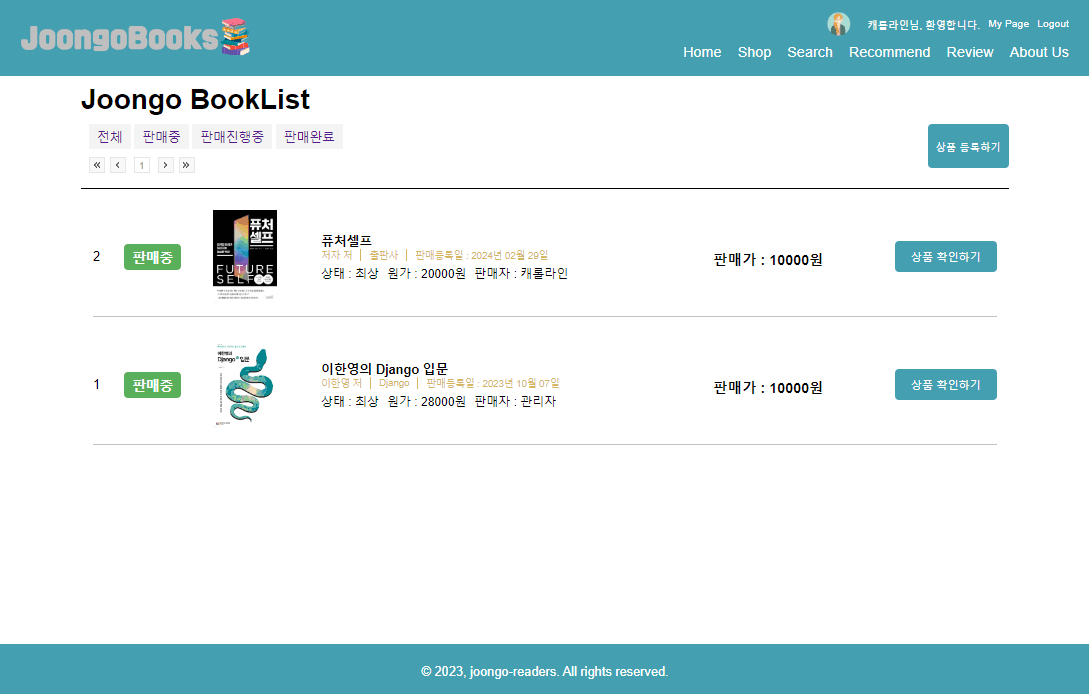 JoongoBooks
캐롤라인님, 환영합니다. My Page Logout
Home Shop Search Recommend Review About Us
Joongo BookList
전체 판매중 판매진행중 판매완료
상품 등록하기
« ‹ 1 › »
2 판매중
퓨처
셀프
FUTURE
SELF
퓨처셀프
저자 저 | 출판사 | 판매등록일 : 2024년 02월 29일
상태 : 최상 원가 : 20000원 판매자 : 캐롤라인
판매가 : 10000원
상품 확인하기
1 판매중
이한영의
Django 입문
이한영의 Django 입문
이한영 저 | Django | 판매등록일 : 2023년 10월 07일
상태 : 최상 원가 : 28000원 판매자 : 관리자
판매가 : 10000원
상품 확인하기
© 2023, joongo-readers. All rights reserved.